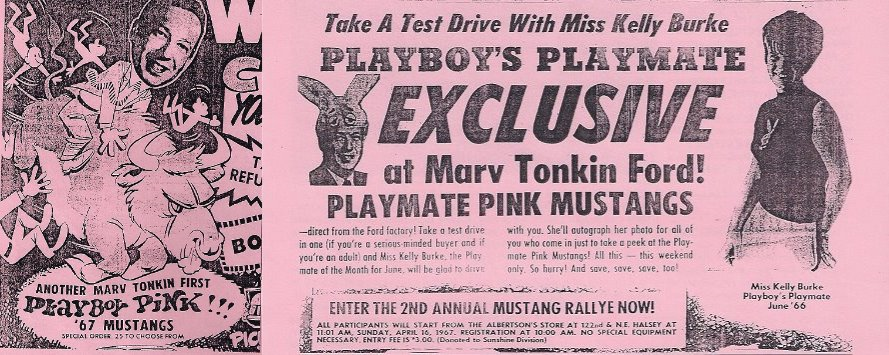 W
C
YO
T
REFU
BO
ANOTHER MARV TONKIN FIRST
PLAYBOY PINK!!!
'67 MUSTANGS
SPECIAL ORDER. 25 TO CHOOSE FROM
PIC
Take A Test Drive With Miss Kelly Burke
PLAYBOY'S PLAYMATE
EXCLUSIVE
at Marv Tonkin Ford!
PLAYMATE PINK MUSTANGS
—direct from the Ford factory! Take a test drive
in one (if you're a serious-minded buyer and if
you're an adult) and Miss Kelly Burke, the Play
mate of the Month for June, will be glad to drive
with you. She'll autograph her photo for all of
you who come in just to take a peek at the Play-
mate Pink Mustangs! All this — this weekend
only. So hurry! And save, save, save, too!
Miss Kelly Burke
Playboy's Playmate
June '66
ENTER THE 2ND ANNUAL MUSTANG RALLYE NOW!
ALL PARTICIPANTS WILL START FROM THE ALBERTSON'S STORE AT 122nd & N.E. HALSEY AT
11:01 AM, SUNDAY, APRIL 16, 1967. REGISTRATION AT 10:00 AM. NO SPECIAL EQUIPMENT
NECESSARY. ENTRY FEE IS $3.00. (Donated to Sunshine Division)